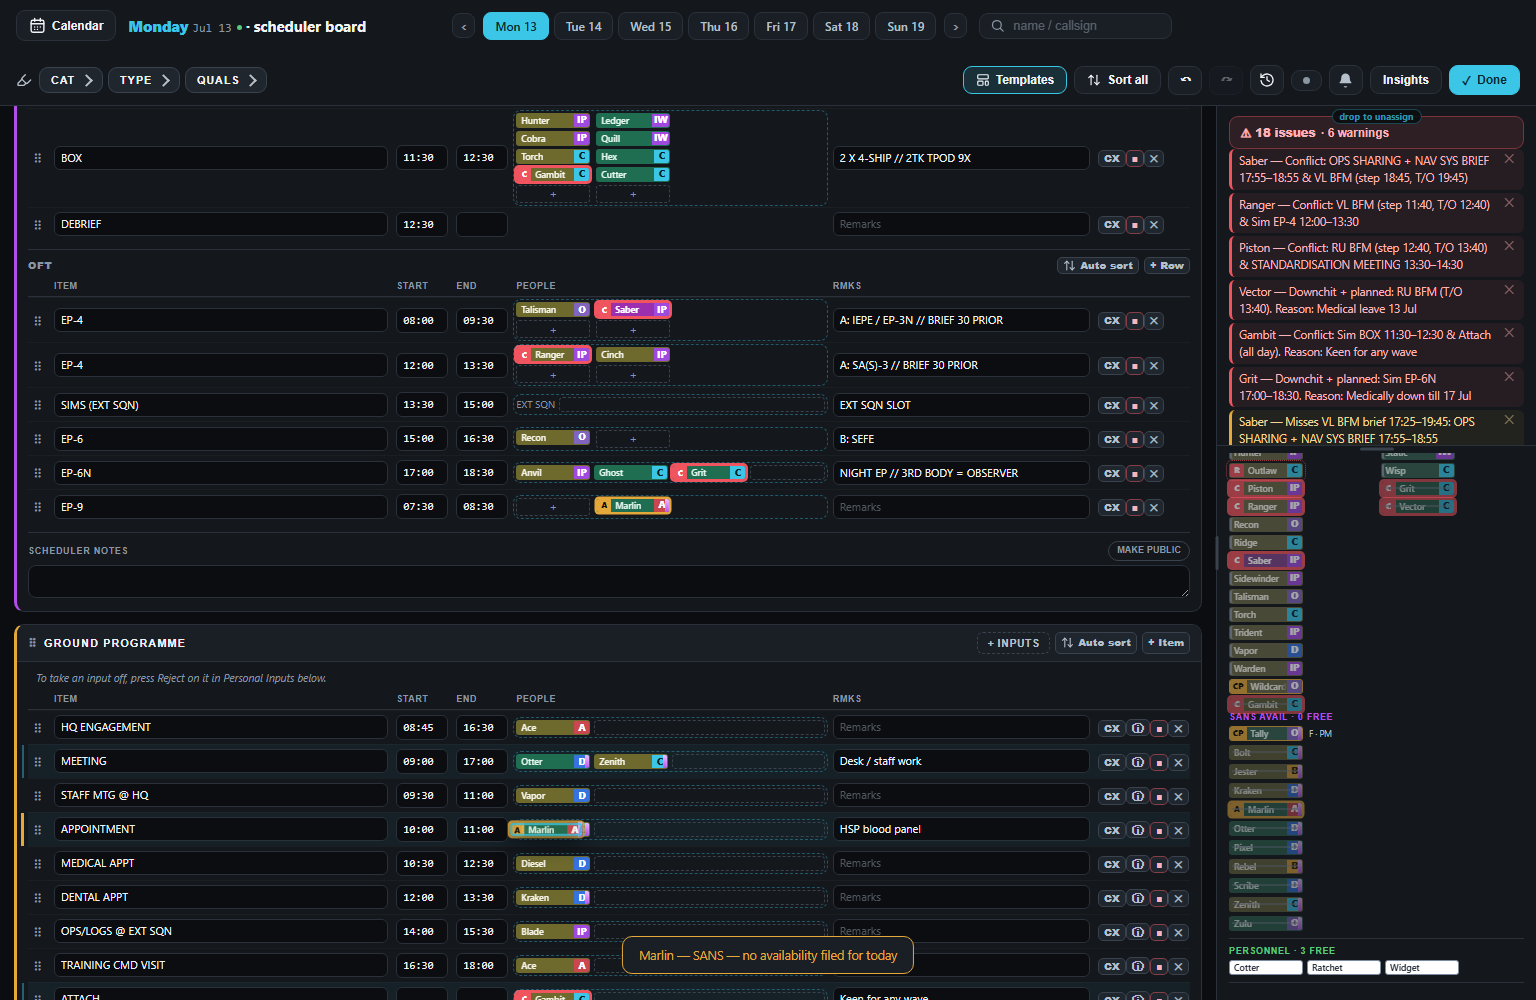 Calendar
Monday Jul 13 • · scheduler board
‹ Mon 13 Tue 14 Wed 15 Thu 16 Fri 17 Sat 18 Sun 19 ›
name / callsign
CAT TYPE QUALS
Templates Sort all Insights ✓ Done
Hunter IP Ledger IW
Cobra IP Quill IW
BOX 11:30 12:30 Torch C Hex C 2 X 4-SHIP // 2TK TPOD 9X CX ✕
C Gambit C Cutter C
+ +
DEBRIEF 12:30 Remarks CX ✕
OFT Auto sort + Row
ITEM START END PEOPLE RMKS
EP-4 08:00 09:30 Talisman O C Saber IP A: IEPE / EP-3N // BRIEF 30 PRIOR CX ✕
+ +
EP-4 12:00 13:30 C Ranger IP Cinch IP A: SA(S)-3 // BRIEF 30 PRIOR CX ✕
+ +
SIMS (EXT SQN) 13:30 15:00 EXT SQN EXT SQN SLOT CX ✕
EP-6 15:00 16:30 Recon O + B: SEFE CX ✕
EP-6N 17:00 18:30 Anvil IP Ghost C C Grit C NIGHT EP // 3RD BODY = OBSERVER CX ✕
EP-9 07:30 08:30 + A Marlin A Remarks CX ✕
SCHEDULER NOTES MAKE PUBLIC
GROUND PROGRAMME + INPUTS Auto sort + Item
To take an input off, press Reject on it in Personal Inputs below.
ITEM START END PEOPLE RMKS
HQ ENGAGEMENT 08:45 16:30 Ace A Remarks CX ✕
MEETING 09:00 17:00 Otter D Zenith C Desk / staff work CX ✕
STAFF MTG @ HQ 09:30 11:00 Vapor D Remarks CX ✕
APPOINTMENT 10:00 11:00 A Marlin A HSP blood panel CX ✕
MEDICAL APPT 10:30 12:30 Diesel D Remarks CX ✕
DENTAL APPT 12:00 13:30 Kraken D Remarks CX ✕
OPS/LOGS @ EXT SQN 14:00 15:30 Blade IP Remarks CX ✕
TRAINING CMD VISIT 16:30 18:00 Ace A CX ✕
ATTACH C Gambit C Keen for any wave
Marlin — SANS — no availability filed for today
drop to unassign
⚠ 18 issues · 6 warnings
Saber — Conflict: OPS SHARING + NAV SYS BRIEF
17:55–18:55 & VL BFM (step 18:45, T/O 19:45)
Ranger — Conflict: VL BFM (step 11:40, T/O 12:40)
& Sim EP-4 12:00–13:30
Piston — Conflict: RU BFM (step 12:40, T/O 13:40)
& STANDARDISATION MEETING 13:30–14:30
Vector — Downchit + planned: RU BFM (T/O
13:40). Reason: Medical leave 13 Jul
Gambit — Conflict: Sim BOX 11:30–12:30 & Attach
(all day). Reason: Keen for any wave
Grit — Downchit + planned: Sim EP-6N
17:00–18:30. Reason: Medically down till 17 Jul
Saber — Misses VL BFM brief 17:25–19:45: OPS
SHARING + NAV SYS BRIEF 17:55–18:55
Hunter IP Static IW
R Outlaw C Wisp C
C Piston IP C Grit C
C Ranger IP C Vector C
Recon O
Ridge C
C Saber IP
Sidewinder IP
Talisman O
Torch C
Trident IP
Vapor D
Warden IP
CP Wildcard O
C Gambit C
SANS AVAIL · 0 FREE
CP Tally O F · PM
Bolt C
Jester B
Kraken D
A Marlin A
Otter D
Pixel D
Rebel B
Scribe D
Zenith C
Zulu O
PERSONNEL · 3 FREE
Cotter Ratchet Widget